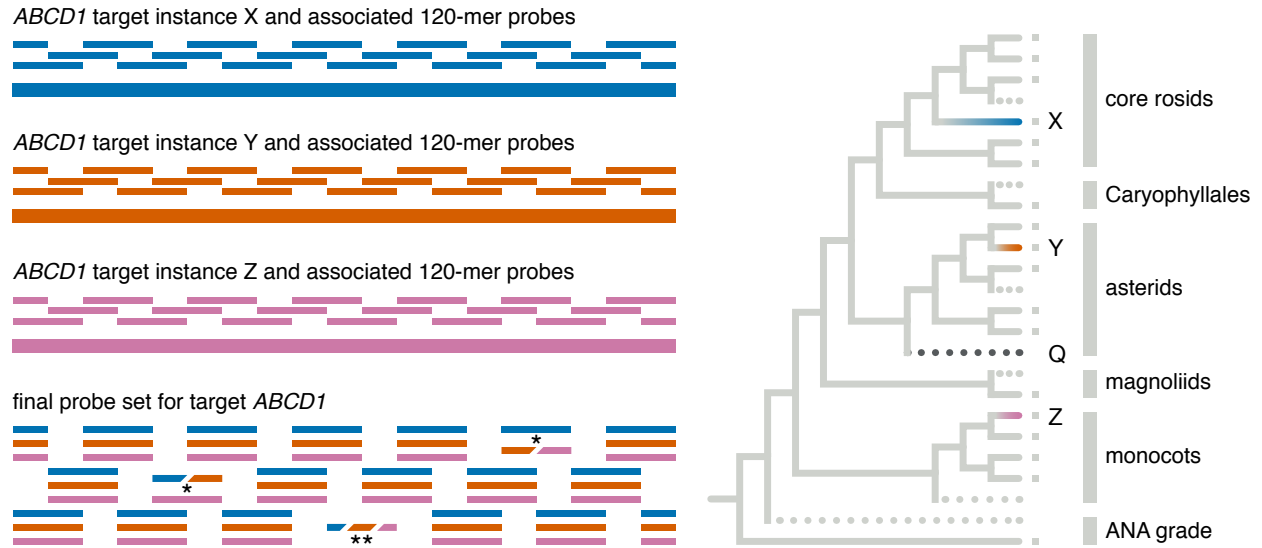 ABCD1 target instance X and associated 120-mer probes
ABCD1 target instance Y and associated 120-mer probes
ABCD1 target instance Z and associated 120-mer probes
final probe set for target ABCD1
*
*
**
X
Y
Q
Z
core rosids
Caryophyllales
asterids
magnoliids
monocots
ANA grade